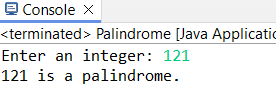 Console
<terminated> Palindrome [Java Applicatio
Enter an integer: 121
121 is a palindrome.